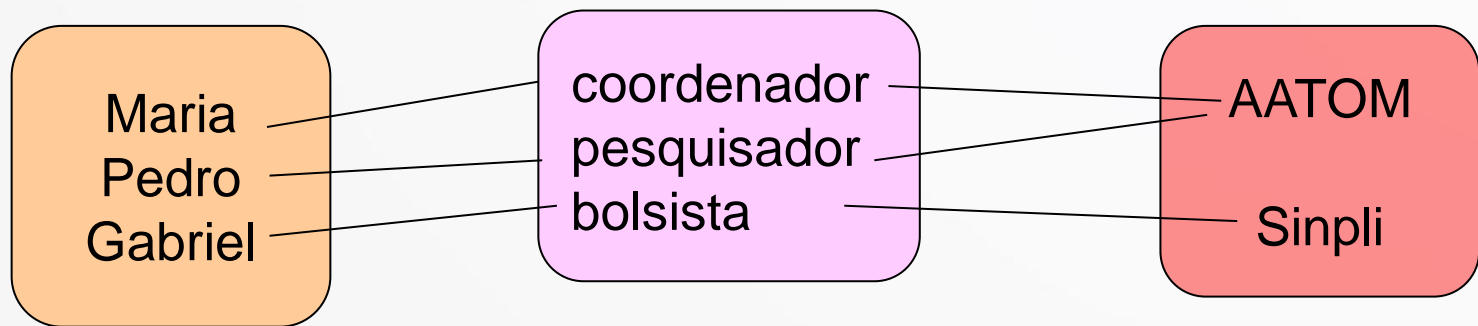 Maria
Pedro
Gabriel
coordenador
pesquisador
bolsista
AATOM
Sinpli